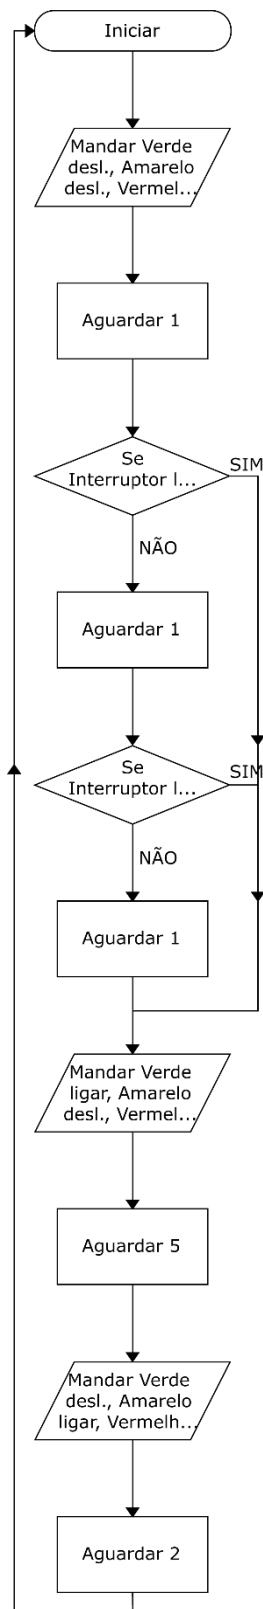 Iniciar
Mandar Verde
desl., Amarelo
desl., Vermel...
Aguardar 1
Se
Interruptor l...
SIM
NÃO
Aguardar 1
Se
Interruptor l...
SIM
NÃO
Aguardar 1
Mandar Verde
ligar, Amarelo
desl., Vermel...
Aguardar 5
Mandar Verde
desl., Amarelo
ligar, Vermelh...
Aguardar 2